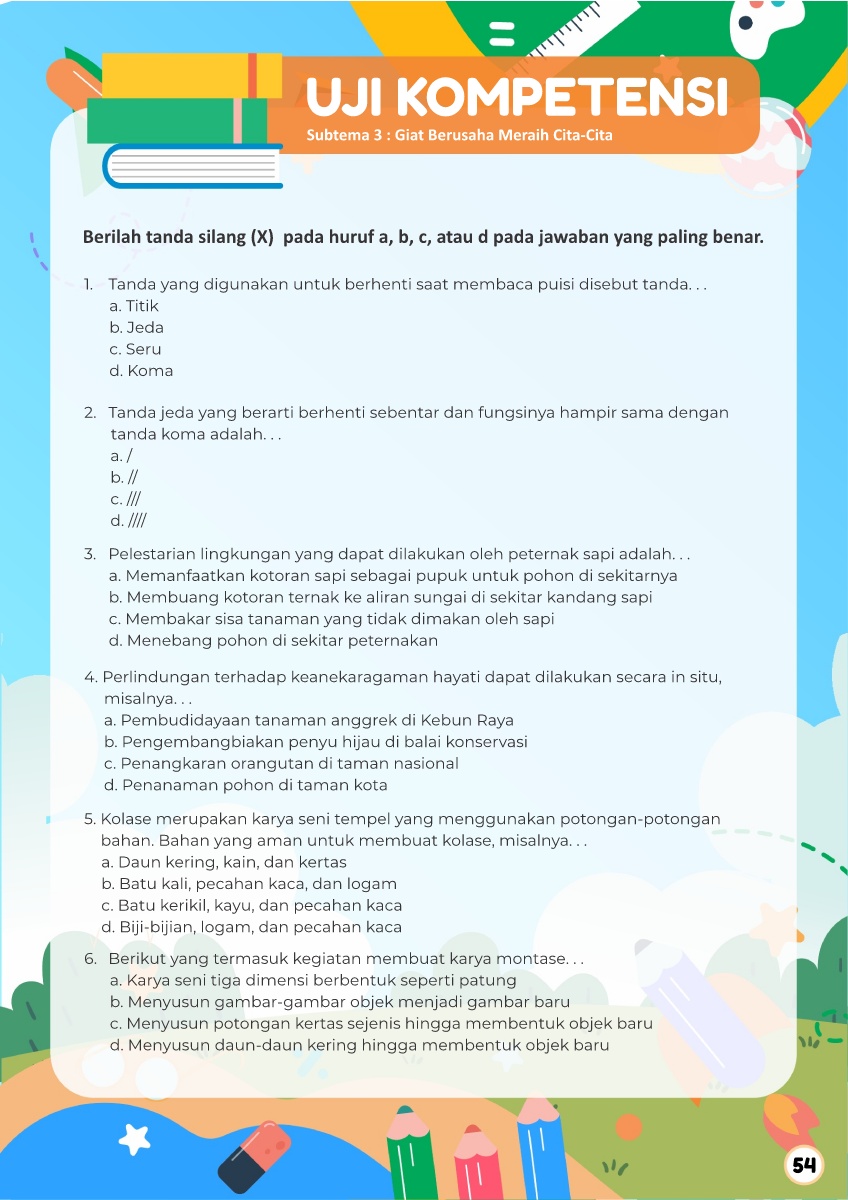 UJI KOMPETENSI
Subtema 3 : Giat Berusaha Meraih Cita-Cita
Berilah tanda silang (X) pada huruf a, b, c, atau d pada jawaban yang paling benar.
1. Tanda yang digunakan untuk berhenti saat membaca puisi disebut tanda. . .
a. Titik
b. Jeda
c. Seru
d. Koma
2. Tanda jeda yang berarti berhenti sebentar dan fungsinya hampir sama dengan
tanda koma adalah. . .
a. /
b. //
c. ///
d. ////
3. Pelestarian lingkungan yang dapat dilakukan oleh peternak sapi adalah. . .
a. Memanfaatkan kotoran sapi sebagai pupuk untuk pohon di sekitarnya
b. Membuang kotoran ternak ke aliran sungai di sekitar kandang sapi
c. Membakar sisa tanaman yang tidak dimakan oleh sapi
d. Menebang pohon di sekitar peternakan
4. Perlindungan terhadap keanekaragaman hayati dapat dilakukan secara in situ,
misalnya. . .
a. Pembudidayaan tanaman anggrek di Kebun Raya
b. Pengembangbiakan penyu hijau di balai konservasi
c. Penangkaran orangutan di taman nasional
d. Penanaman pohon di taman kota
5. Kolase merupakan karya seni tempel yang menggunakan potongan-potongan
bahan. Bahan yang aman untuk membuat kolase, misalnya. . .
a. Daun kering, kain, dan kertas
b. Batu kali, pecahan kaca, dan logam
c. Batu kerikil, kayu, dan pecahan kaca
d. Biji-bijian, logam, dan pecahan kaca
6. Berikut yang termasuk kegiatan membuat karya montase. . .
a. Karya seni tiga dimensi berbentuk seperti patung
b. Menyusun gambar-gambar objek menjadi gambar baru
c. Menyusun potongan kertas sejenis hingga membentuk objek baru
d. Menyusun daun-daun kering hingga membentuk objek baru
54